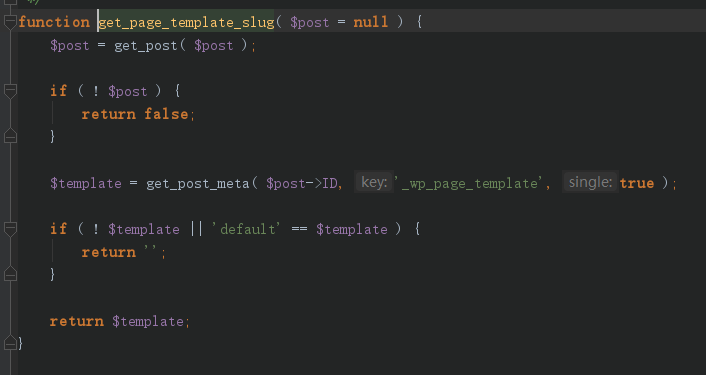 */
function get_page_template_slug( $post = null ) {
$post = get_post( $post );
if ( ! $post ) {
return false;
}
$template = get_post_meta( $post->ID, key: '_wp_page_template', single: true );
if ( ! $template || 'default' == $template ) {
return '';
}
return $template;
}